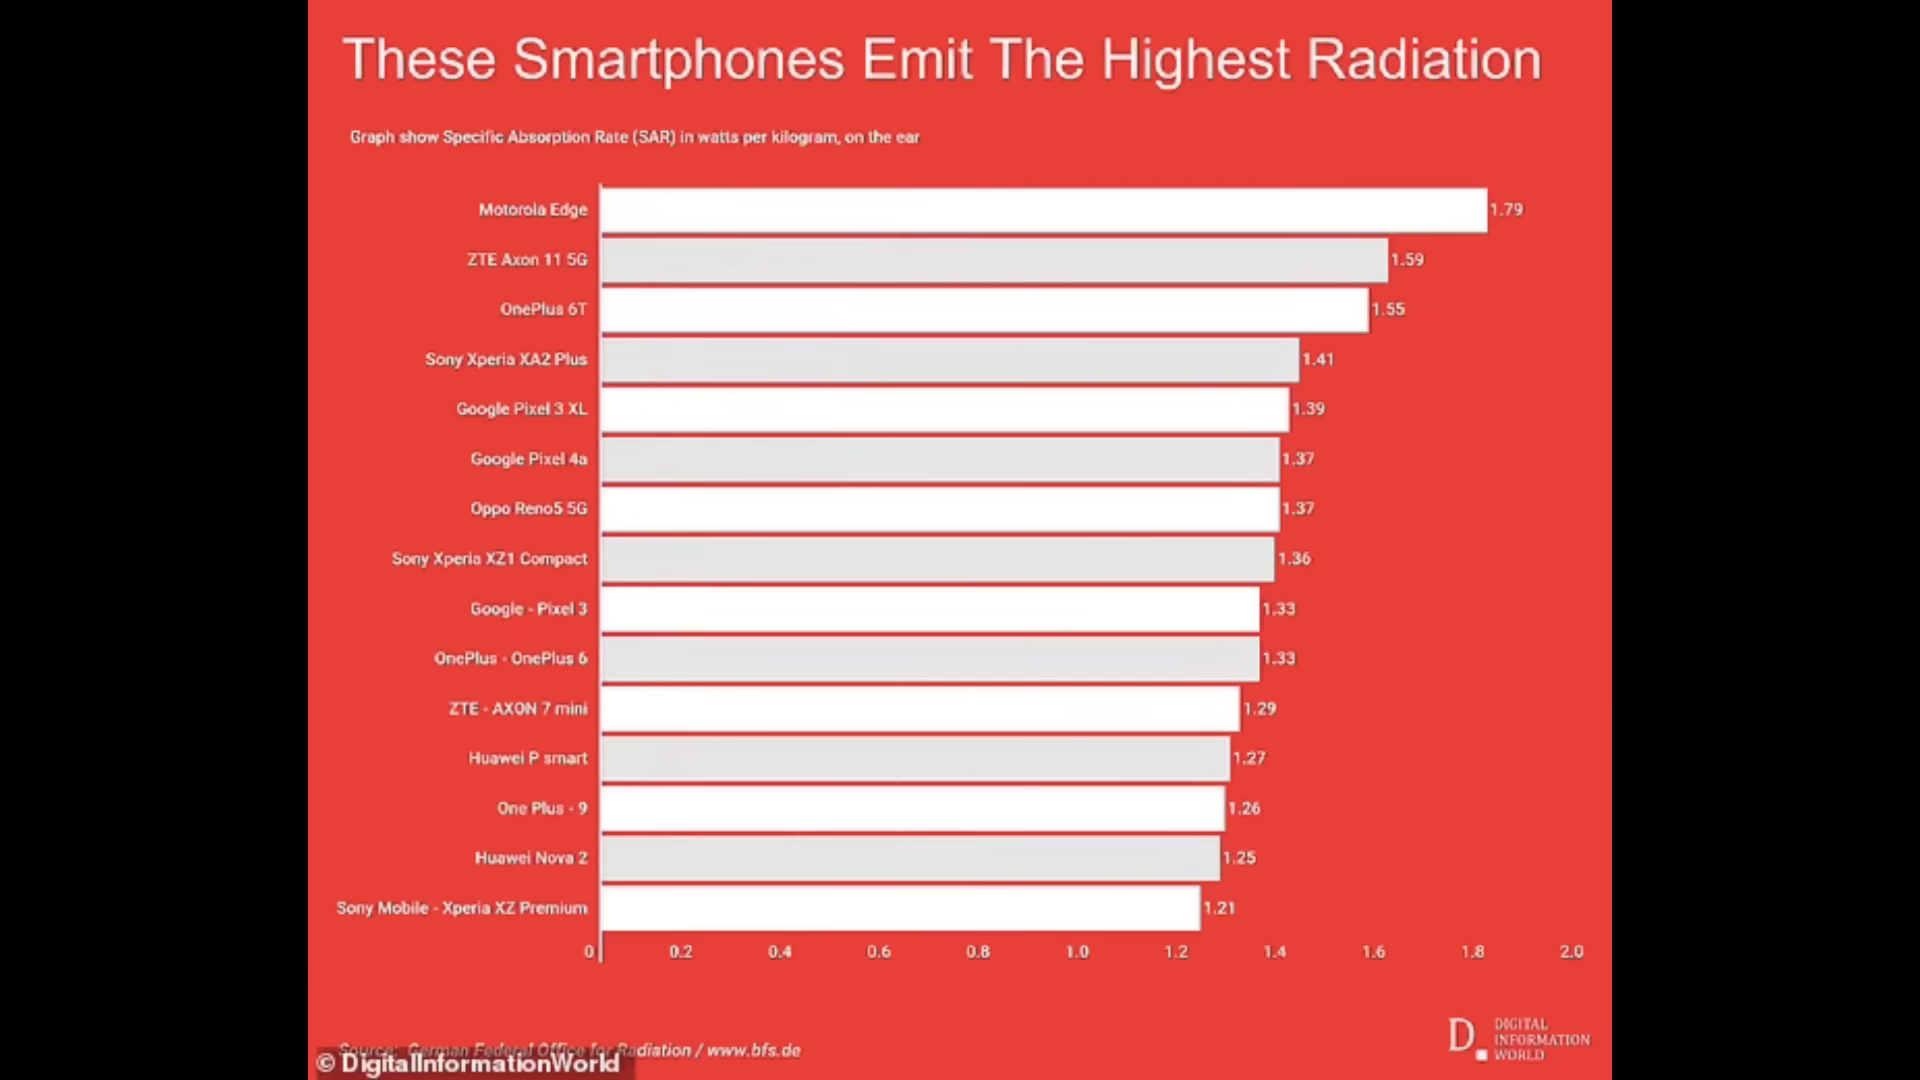 These Smartphones Emit The Highest Radiation
Graph show Specific Absorption Rate (SAR) in watts per kilogram, on the ear
Motorola Edge 1.79
ZTE Axon 11 5G 1.59
OnePlus 6T 1.55
Sony Xperia XA2 Plus 1.41
Google Pixel 3 XL 1.39
Google Pixel 4a 1.37
Oppo Reno5 5G 1.37
Sony Xperia XZ1 Compact 1.36
Google - Pixel 3 1.33
OnePlus - OnePlus 6 1.33
ZTE - AXON 7 mini 1.29
Huawei P smart 1.27
One Plus - 9 1.26
Huawei Nova 2 1.25
Sony Mobile - Xperia XZ Premium 1.21
0 0.2 0.4 0.6 0.8 1.0 1.2 1.4 1.6 1.8 2.0
Source: German Federal Office for Radiation / www.bfs.de
© DigitalInformationWorld
D.
DIGITAL
INFORMATION
WORLD